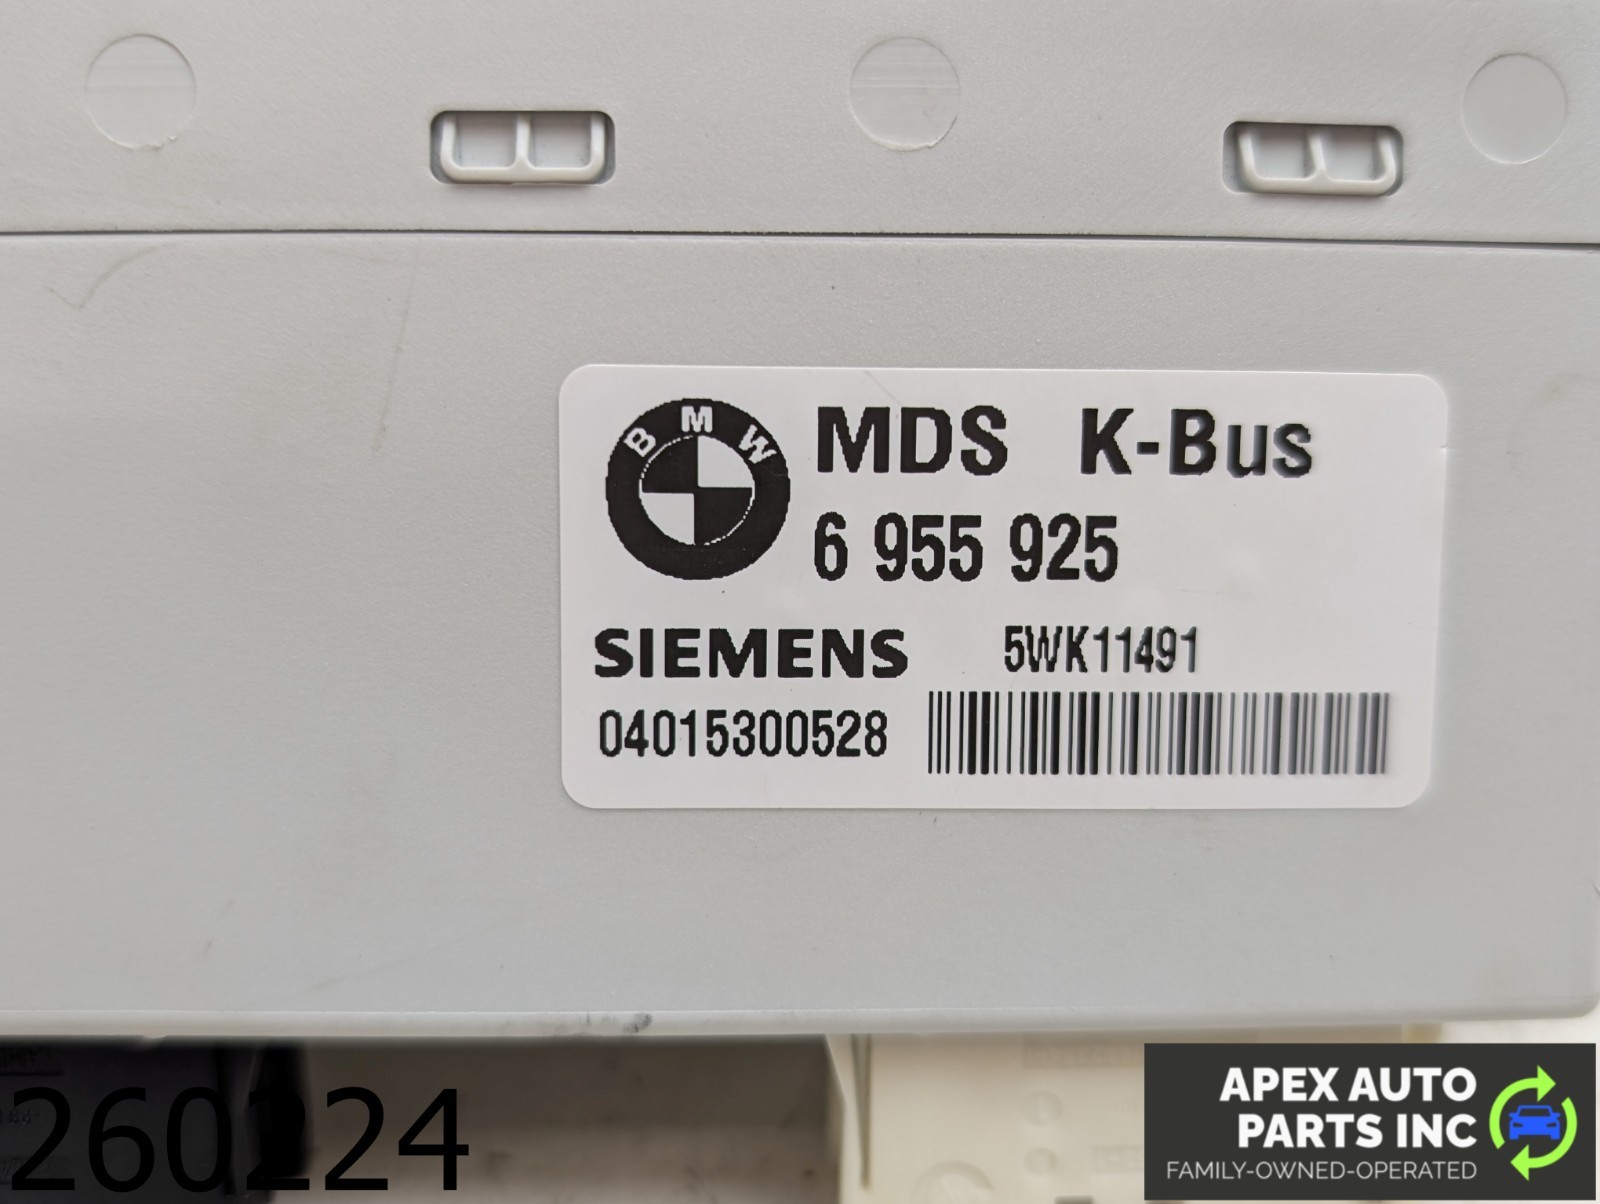 BMW
MDS K-Bus
6 955 925
SIEMENS 5WK11491
04015300528
260224
APEX AUTO
PARTS INC
FAMILY-OWNED-OPERATED